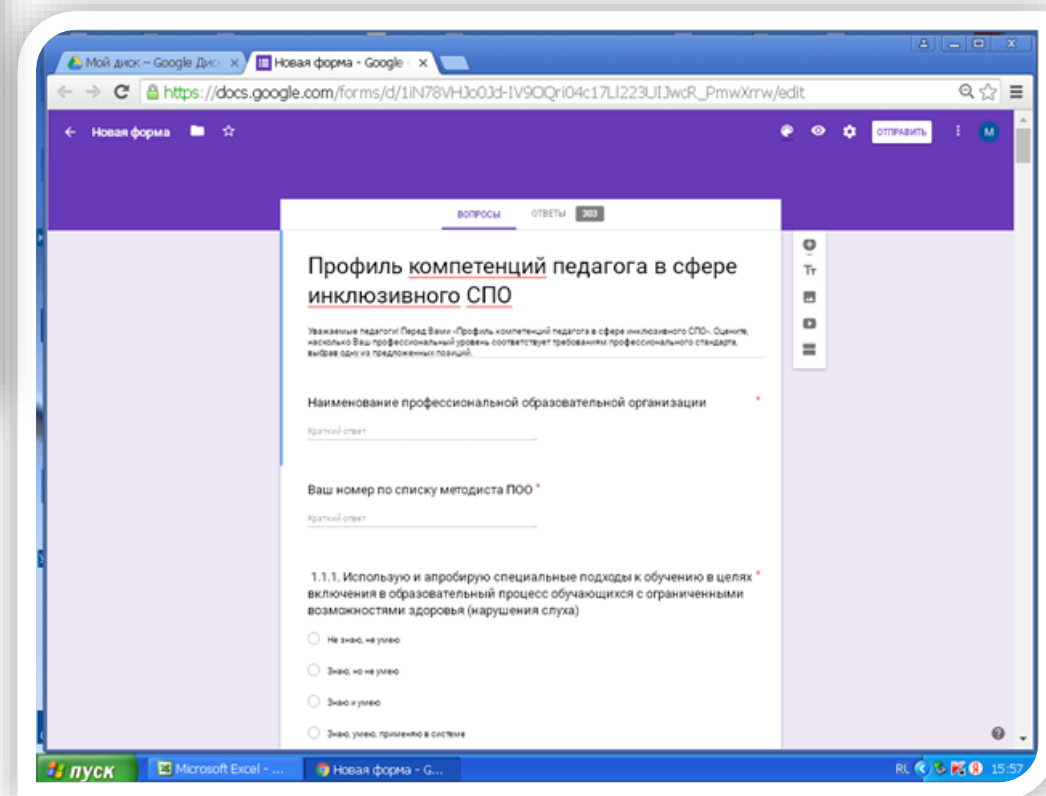 Мой диск – Google Дис
Новая форма - Google
https://docs.google.com/forms/d/1iN78VHJo0Jd-IV9OQri04c17LI223UIJwcR_PmwXrrw/edit
Новая форма
ОТПРАВИТЬ
М
ВОПРОСЫ ОТВЕТЫ 303
Профиль компетенций педагога в сфере
инклюзивного СПО
Уважаемые педагоги! Перед Вами «Профиль компетенций педагога в сфере инклюзивного СПО». Оцените,
насколько Ваш профессиональный уровень соответствует требованиям профессионального стандарта,
выбрав одну из предложенных позиций.
Наименование профессиональной образовательной организации *
Краткий ответ
Ваш номер по списку методиста ПОО *
Краткий ответ
1.1.1. Использую и апробирую специальные подходы к обучению в целях *
включения в образовательный процесс обучающихся с ограниченными
возможностями здоровья (нарушения слуха)
Не знаю, не умею
Знаю, но не умею
Знаю и умею
Знаю, умею, применяю в системе
пуск
Microsoft Excel - ...
Новая форма - G...
RL
15:57